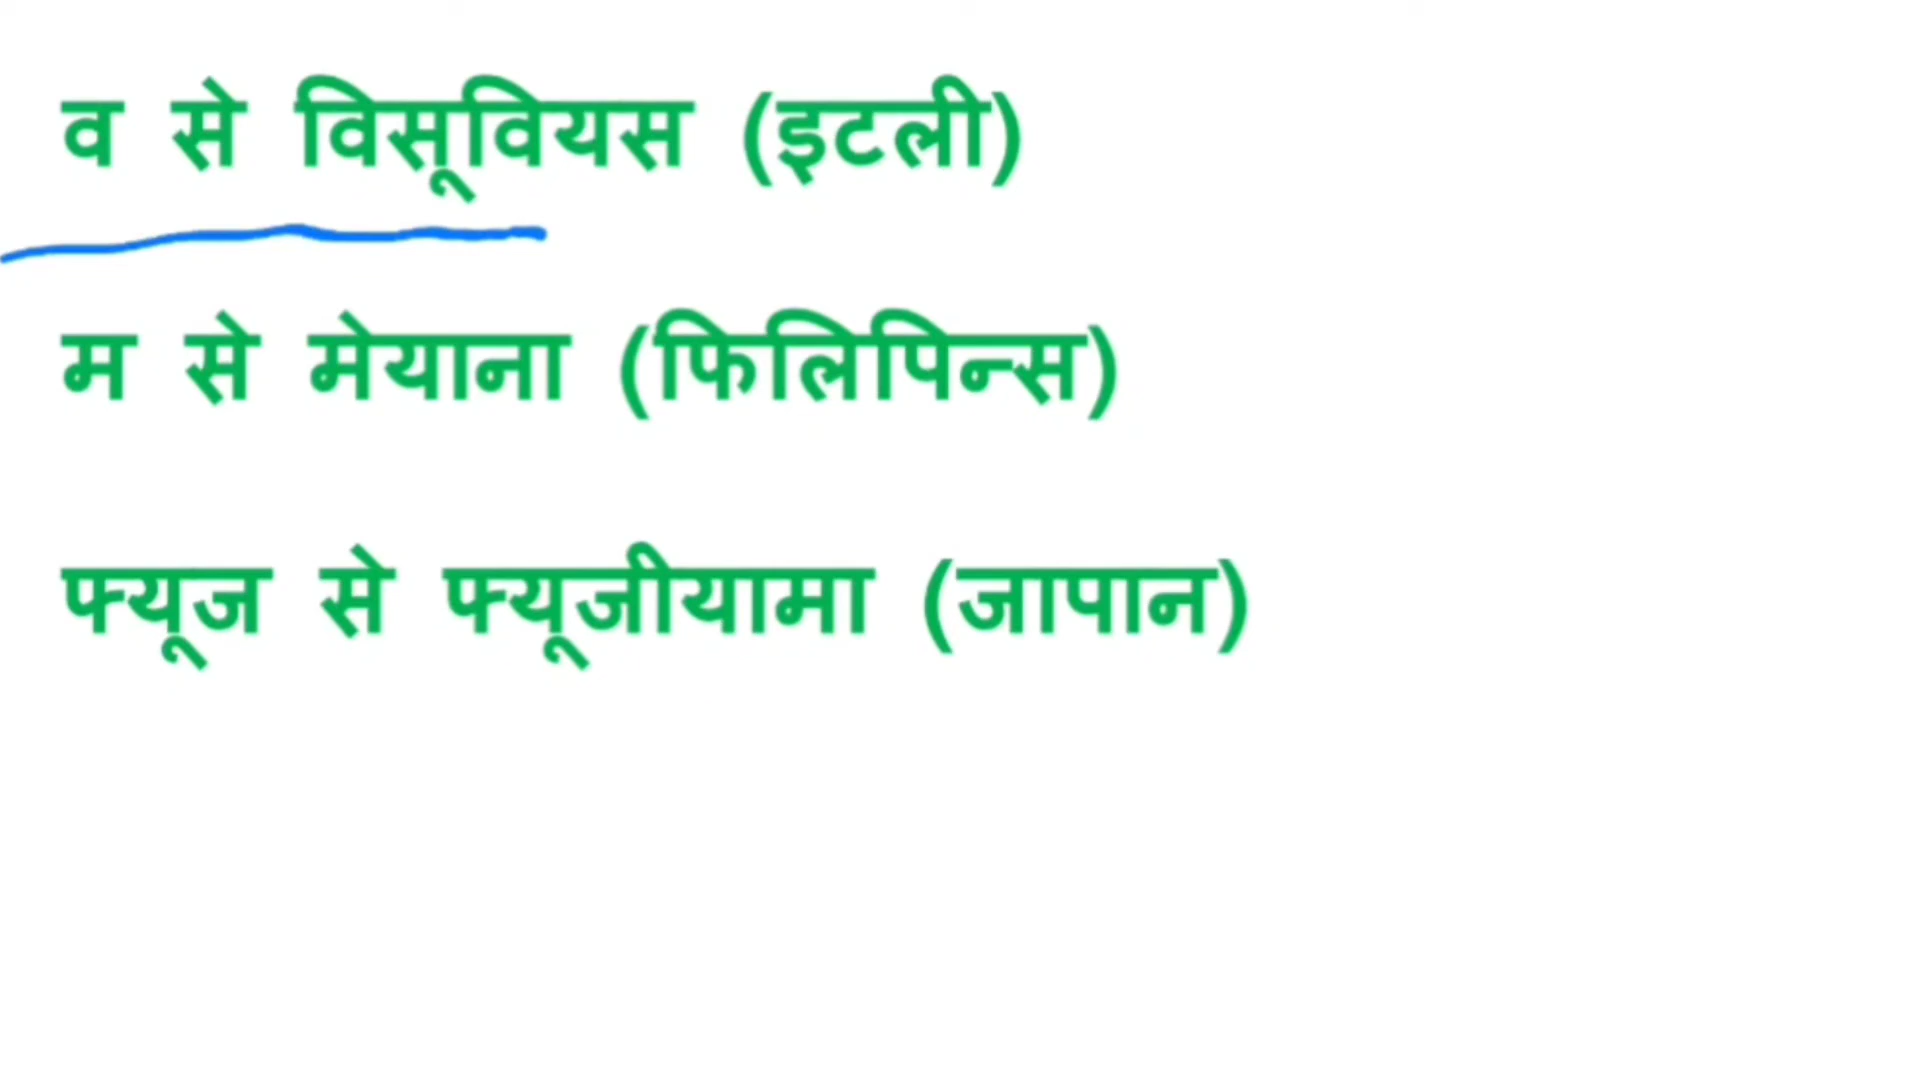 व से विसूवियस (इटली)
म से मेयाना (फिलिपिन्स)
फ्यूज से फ्यूजीयामा (जापान)